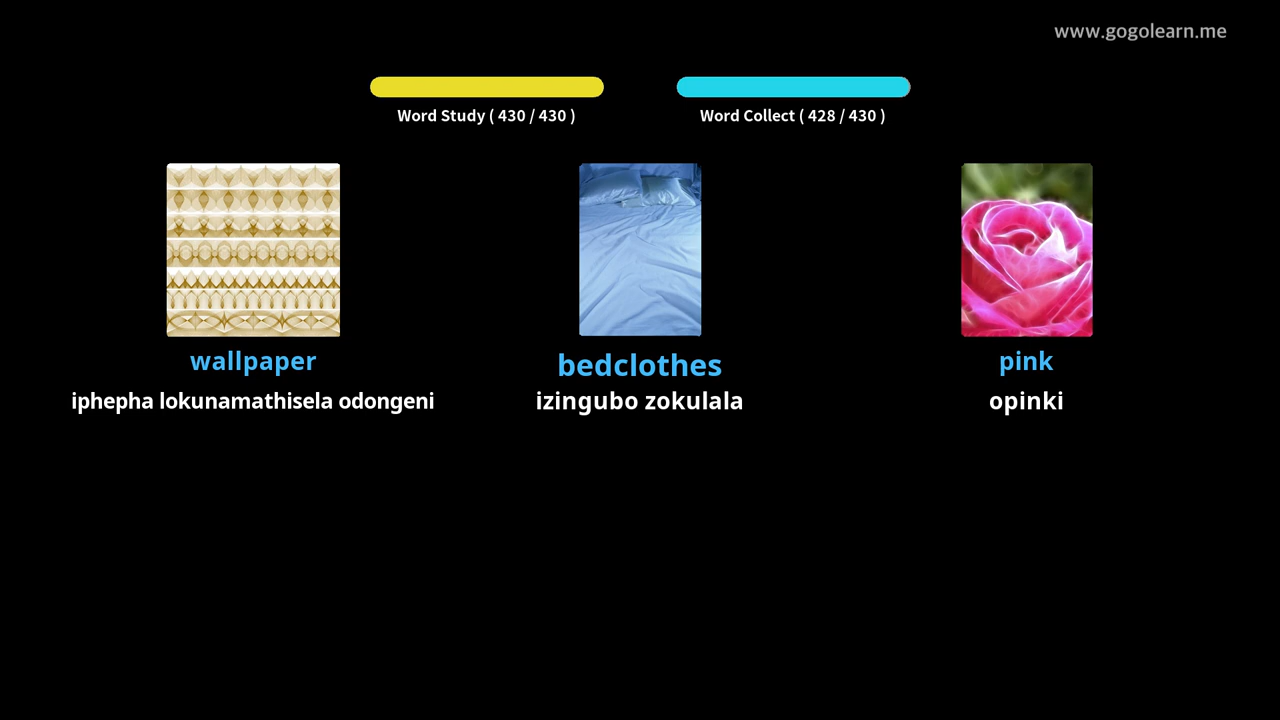 www.gogolearn.me
Word Study ( 430 / 430 )
Word Collect ( 428 / 430 )
wallpaper
bedclothes
pink
iphepha lokunamathisela odongeni
izingubo zokulala
opinki